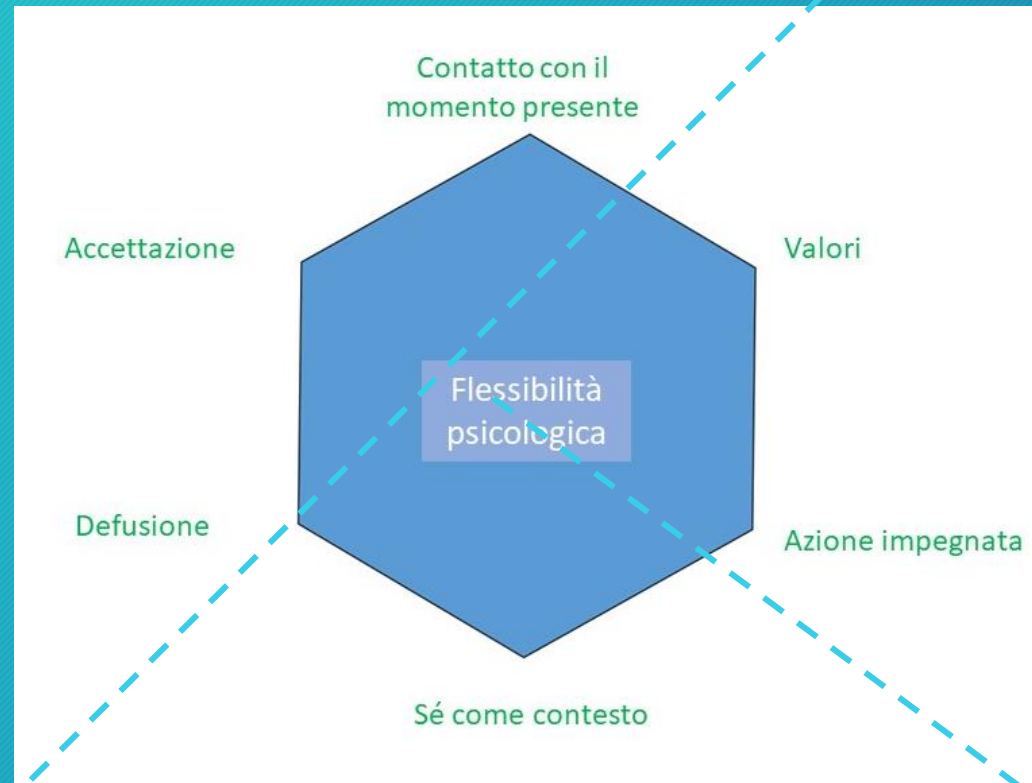 Contatto con il
momento presente
Accettazione
Valori
Flessibilità
psicologica
Defusione
Azione impegnata
Sé come contesto